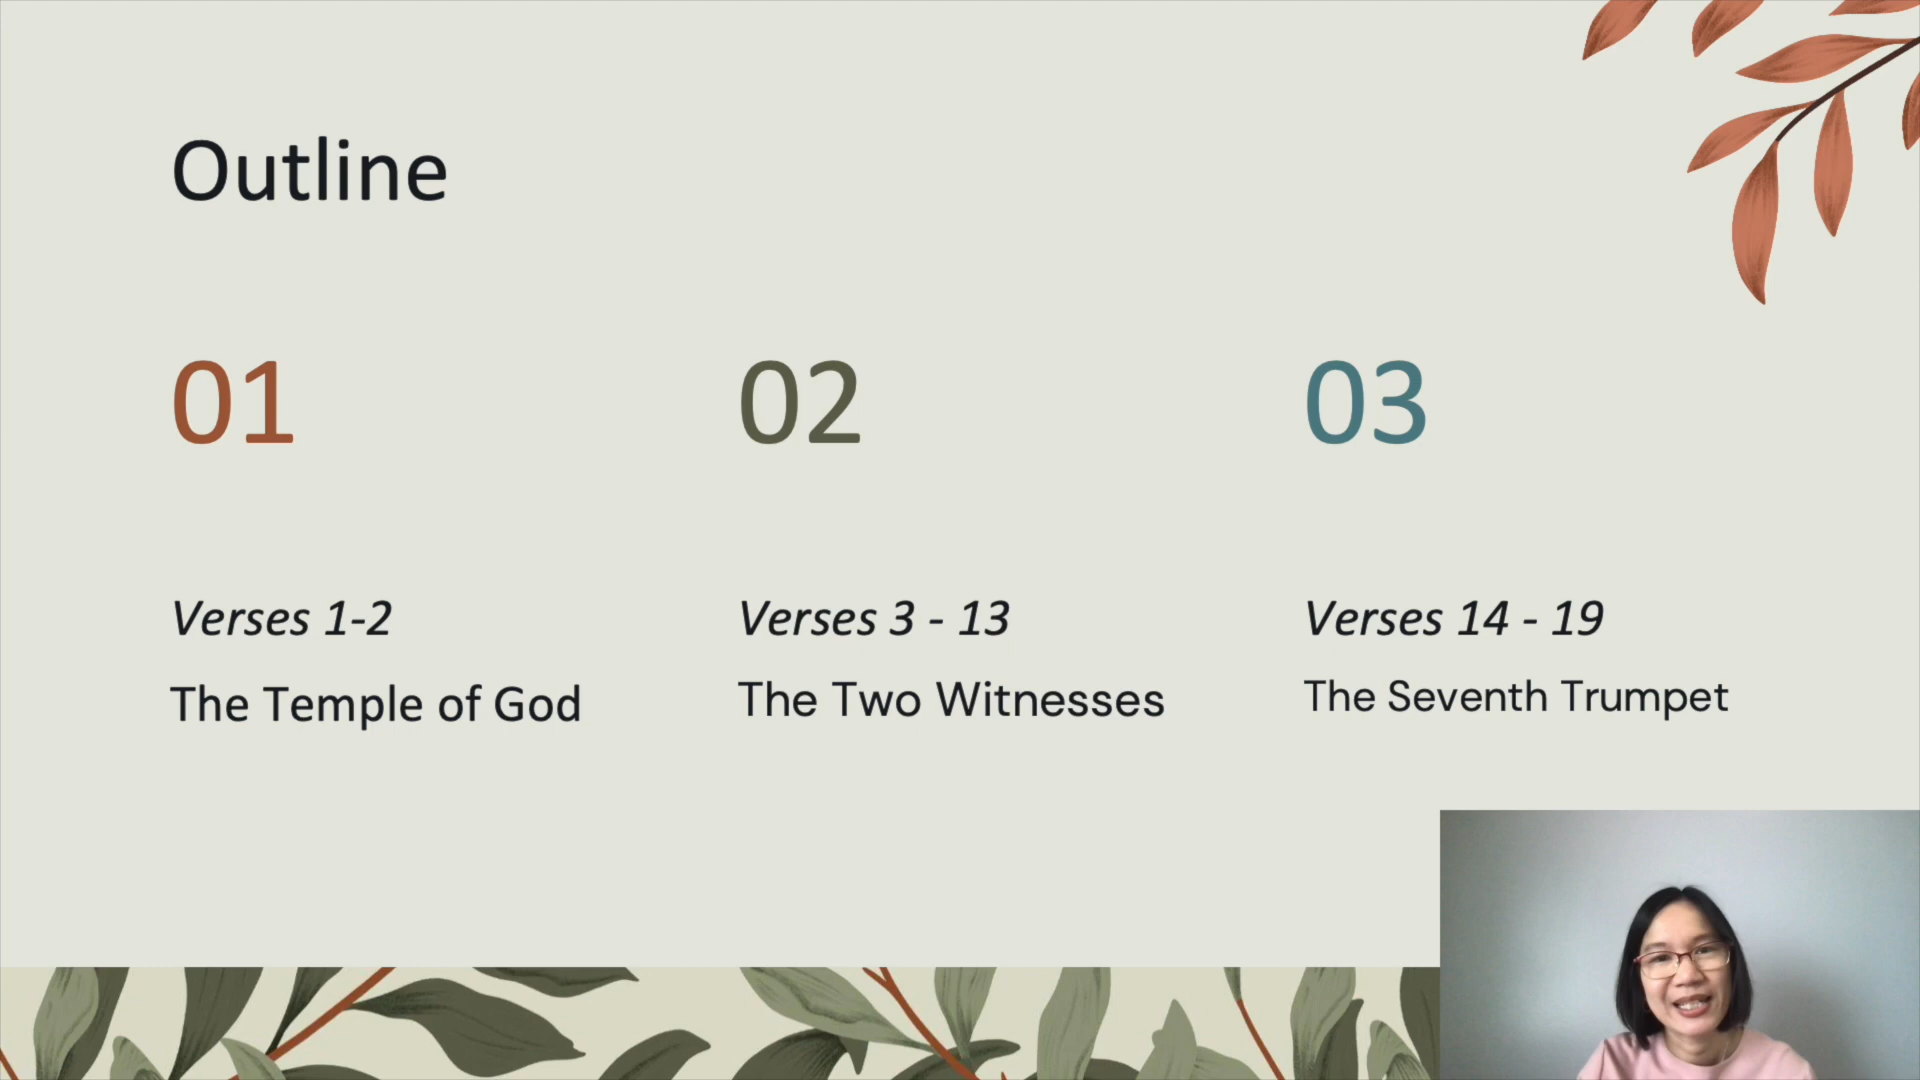 Outline
01
02
03
Verses 1-2
The Temple of God
Verses 3 - 13
The Two Witnesses
Verses 14 - 19
The Seventh Trumpet